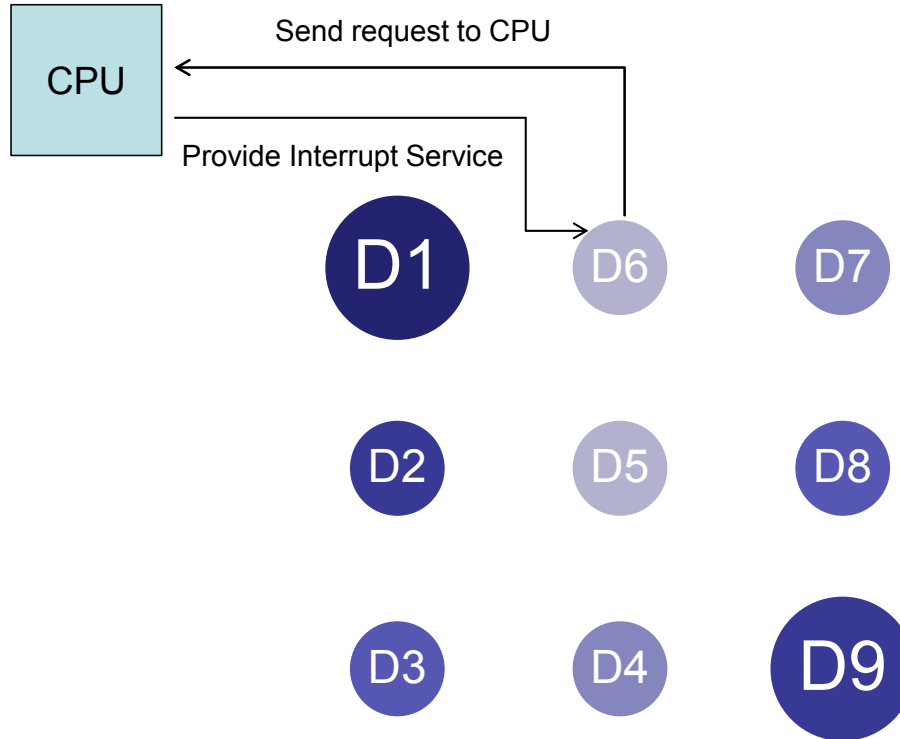 Send request to CPU
CPU
Provide Interrupt Service
D1
D6
D7
D2
D5
D8
D3
D4
D9